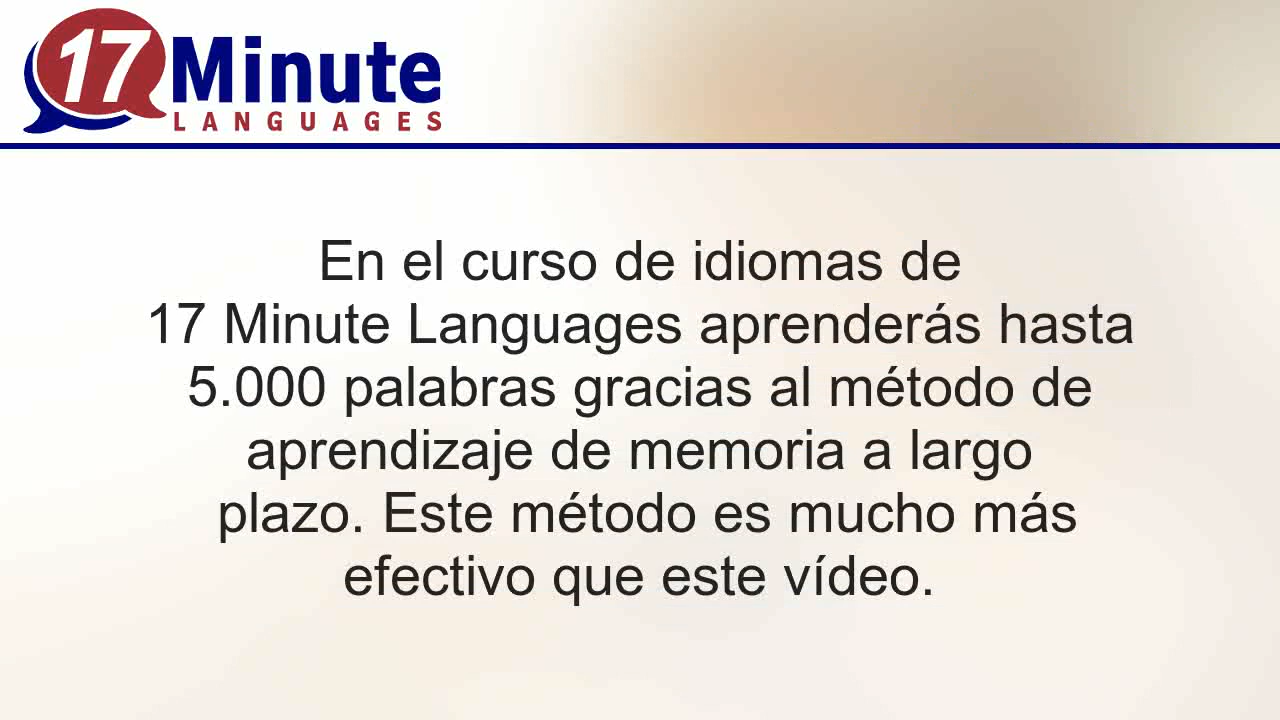 17 Minute
LANGUAGES
En el curso de idiomas de
17 Minute Languages aprenderás hasta
5.000 palabras gracias al método de
aprendizaje de memoria a largo
plazo. Este método es mucho más
efectivo que este vídeo.